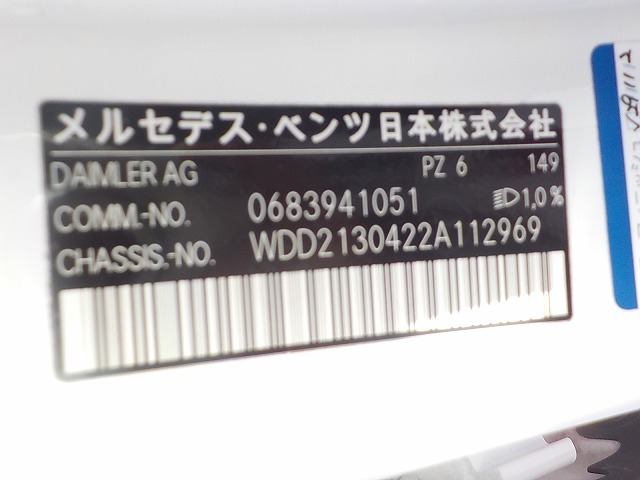 メルセデス・ベンツ日本株式会社
DAIMLER AG PZ 6 149
COMM.-NO. 0683941051 1,0%
CHASSIS.-NO. WDD2130422A112969